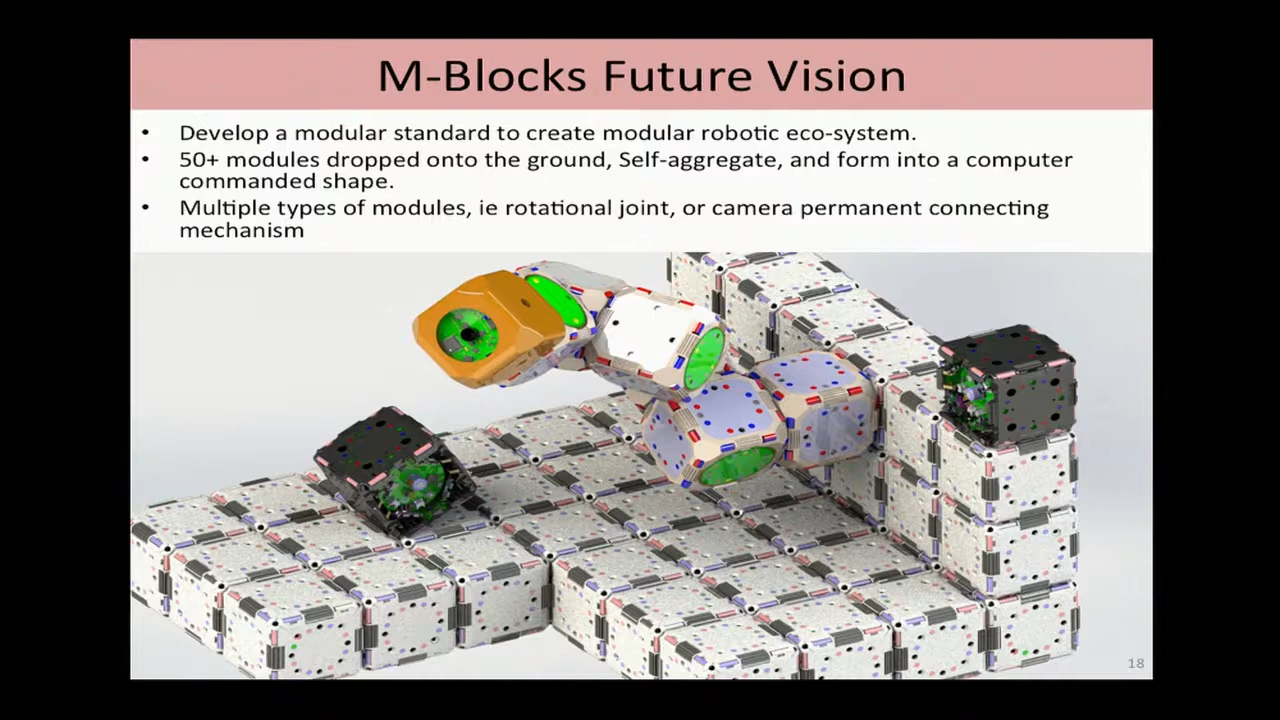 M-Blocks Future Vision
• Develop a modular standard to create modular robotic eco-system.
• 50+ modules dropped onto the ground, Self-aggregate, and form into a computer
commanded shape.
• Multiple types of modules, ie rotational joint, or camera permanent connecting
mechanism
18